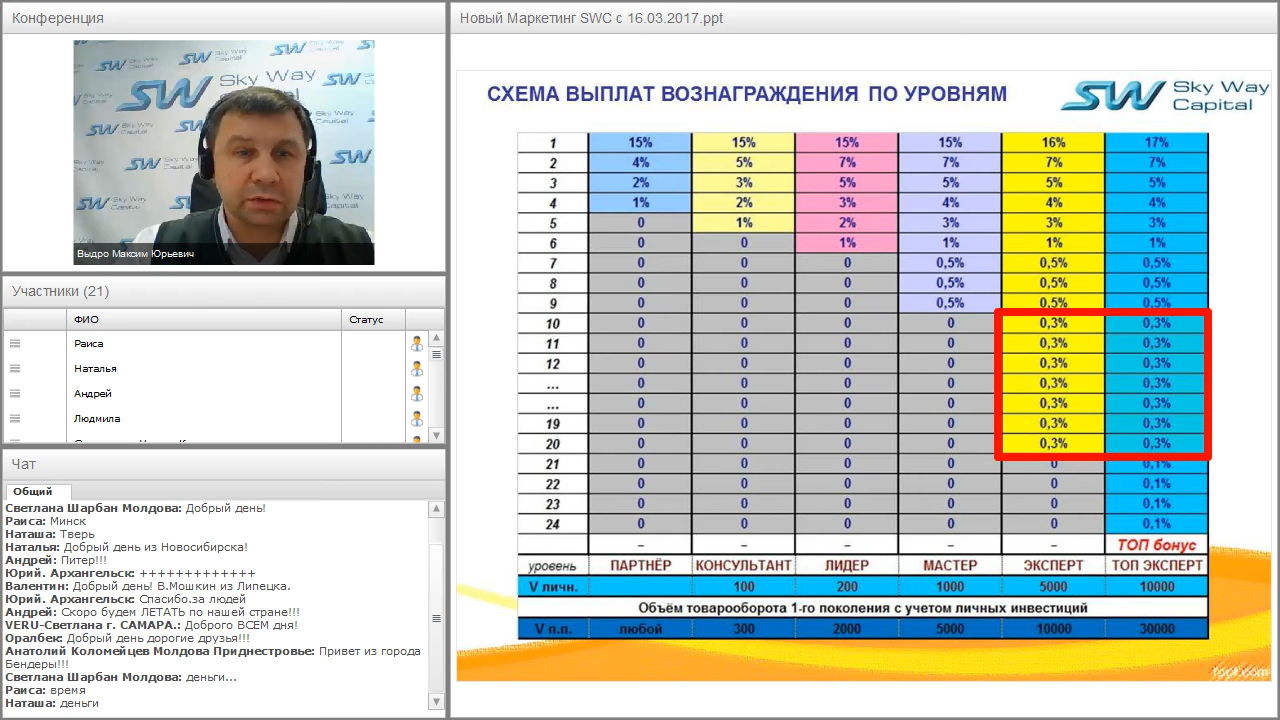 Конференция
Sky Way
Capital
Выдро Максим Юрьевич
Участники (21)
ФИО
Статус
Раиса
Наталья
Андрей
Людмила
Чат
Общий
Светлана Шарбан Молдова: Добрый день!
Раиса: Минск
Наташа: Тверь
Наталья: Добрый день из Новосибирска!
Андрей: Питер!!!
Юрий. Архангельск: +++++++++++++
Валентин: Добрый день! В.Мошкин из Липецка.
Юрий. Архангельск: Спасибо.за людей
Андрей: Скоро будем ЛЕТАТЬ по нашей стране!!!
VERU-Светлана г. САМАРА.: Доброго ВСЕМ дня!
Оралбек: Добрый день дорогие друзья!!!
Анатолий Коломейцев Молдова Приднестровье: Привет из города
Бендеры!!!
Светлана Шарбан Молдова: деньги...
Раиса: время
Наташа: деньги
Новый Маркетинг SWC с 16.03.2017.ppt
СХЕМА ВЫПЛАТ ВОЗНАГРАЖДЕНИЯ ПО УРОВНЯМ
SW Sky Way
Capital
1 15% 15% 15% 15% 16% 17%
2 4% 5% 7% 7% 7% 7%
3 2% 3% 5% 5% 5% 5%
4 1% 2% 3% 4% 4% 4%
5 0 1% 2% 3% 3% 3%
6 0 0 1% 1% 1% 1%
7 0 0 0 0,5% 0,5% 0,5%
8 0 0 0 0,5% 0,5% 0,5%
9 0 0 0 0,5% 0,5% 0,5%
10 0 0 0 0 0,3% 0,3%
11 0 0 0 0 0,3% 0,3%
12 0 0 0 0 0,3% 0,3%
... 0 0 0 0 0,3% 0,3%
... 0 0 0 0 0,3% 0,3%
19 0 0 0 0 0,3% 0,3%
20 0 0 0 0 0,3% 0,3%
21 0 0 0 0 0 0,1%
22 0 0 0 0 0 0,1%
23 0 0 0 0 0 0,1%
24 0 0 0 0 0 0,1%
– – – – – ТОП бонус
уровень ПАРТНЁР КОНСУЛЬТАНТ ЛИДЕР МАСТЕР ЭКСПЕРТ ТОП ЭКСПЕРТ
V личн. 100 200 1000 5000 10000
Объём товарооборота 1-го поколения с учетом личных инвестиций
V п.п. любой 300 2000 5000 10000 30000
fppt.com